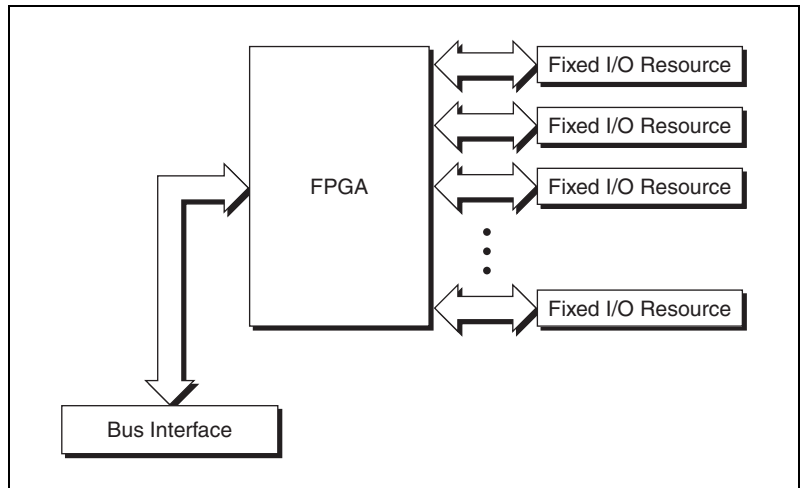 Fixed I/O Resource
Fixed I/O Resource
FPGA
Fixed I/O Resource
Fixed I/O Resource
Bus Interface